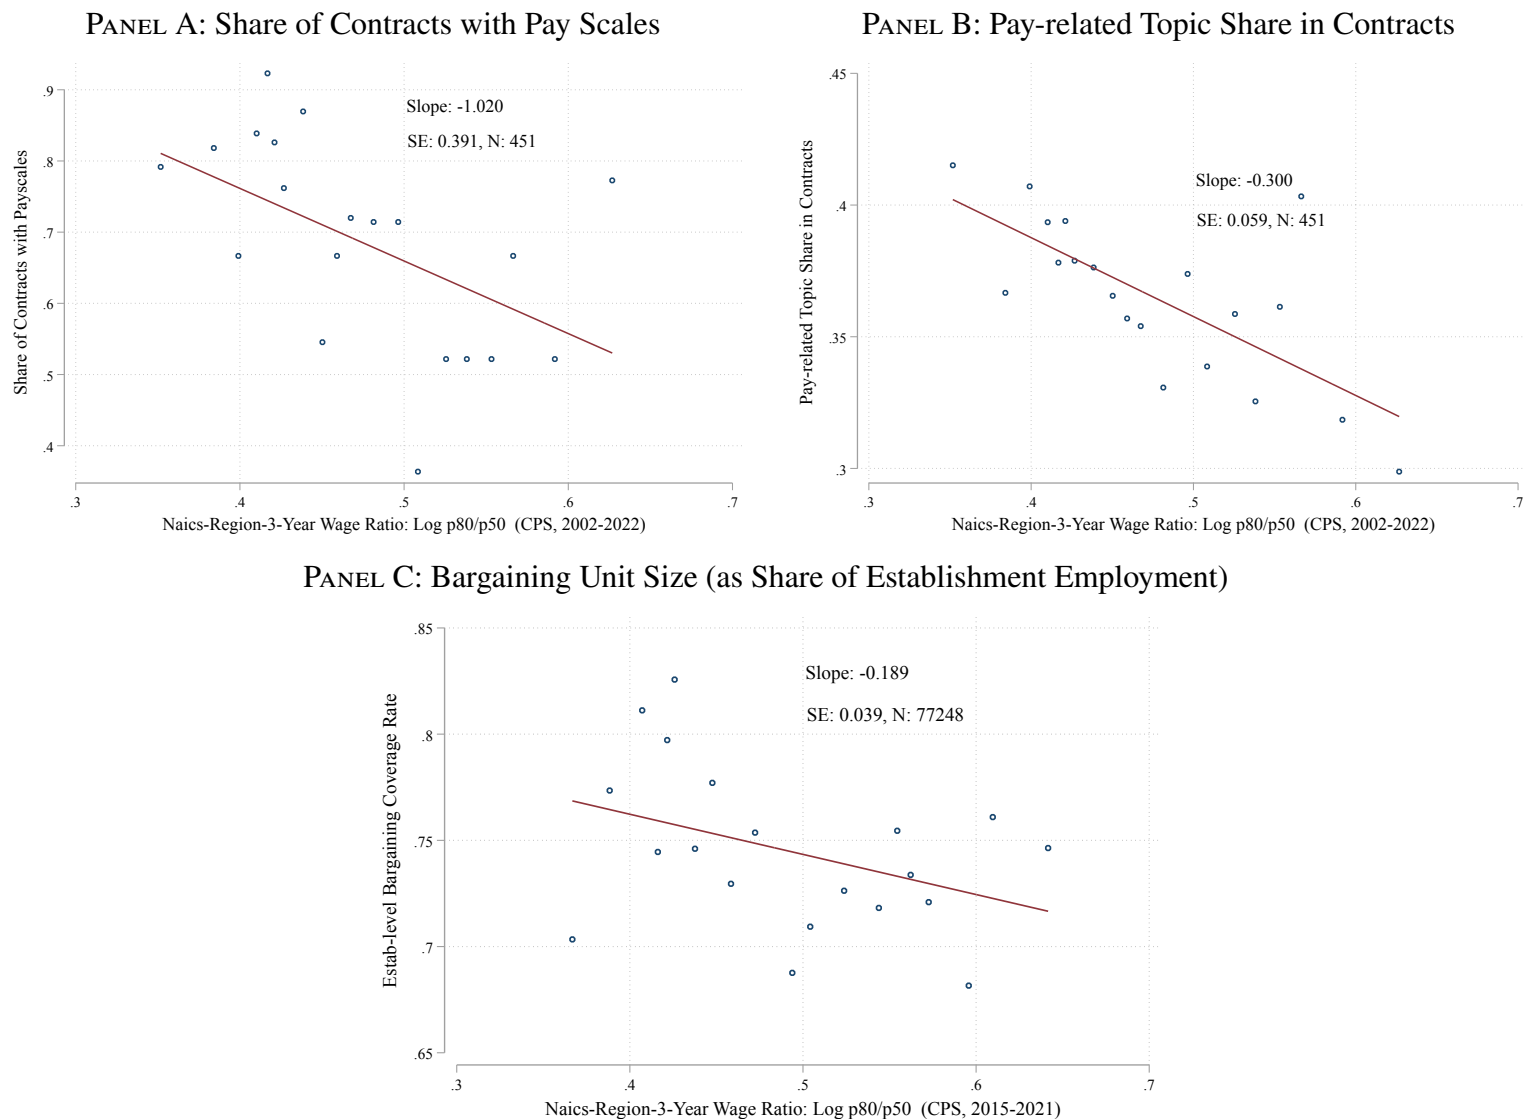 PANEL A: Share of Contracts with Pay Scales
Share of Contracts with Payscales
.9
.8
.7
.6
.5
.4
Slope: -1.020
SE: 0.391, N: 451
.3 .4 .5 .6 .7
Naics-Region-3-Year Wage Ratio: Log p80/p50 (CPS, 2002-2022)
PANEL B: Pay-related Topic Share in Contracts
Pay-related Topic Share in Contracts
.45
.4
.35
.3
Slope: -0.300
SE: 0.059, N: 451
.3 .4 .5 .6 .7
Naics-Region-3-Year Wage Ratio: Log p80/p50 (CPS, 2002-2022)
PANEL C: Bargaining Unit Size (as Share of Establishment Employment)
Estab-level Bargaining Coverage Rate
.85
.8
.75
.7
.65
Slope: -0.189
SE: 0.039, N: 77248
.3 .4 .5 .6 .7
Naics-Region-3-Year Wage Ratio: Log p80/p50 (CPS, 2015-2021)